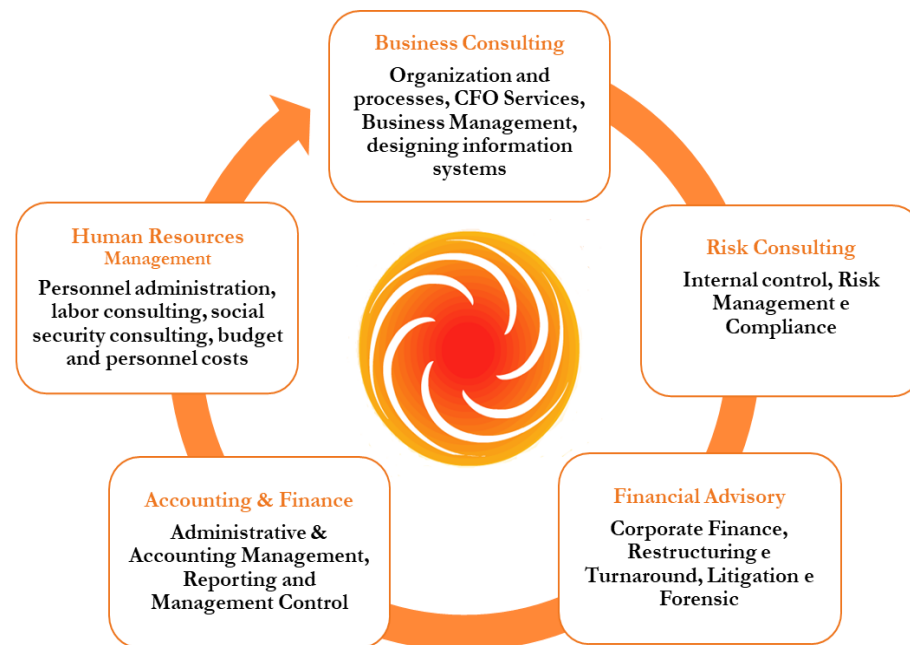 Business Consulting
Organization and
processes, CFO Services,
Business Management,
designing information
systems
Risk Consulting
Internal control, Risk
Management e
Compliance
Financial Advisory
Corporate Finance,
Restructuring e
Turnaround, Litigation e
Forensic
Accounting & Finance
Administrative &
Accounting Management,
Reporting and
Management Control
Human Resources
Management
Personnel administration,
labor consulting, social
security consulting, budget
and personnel costs